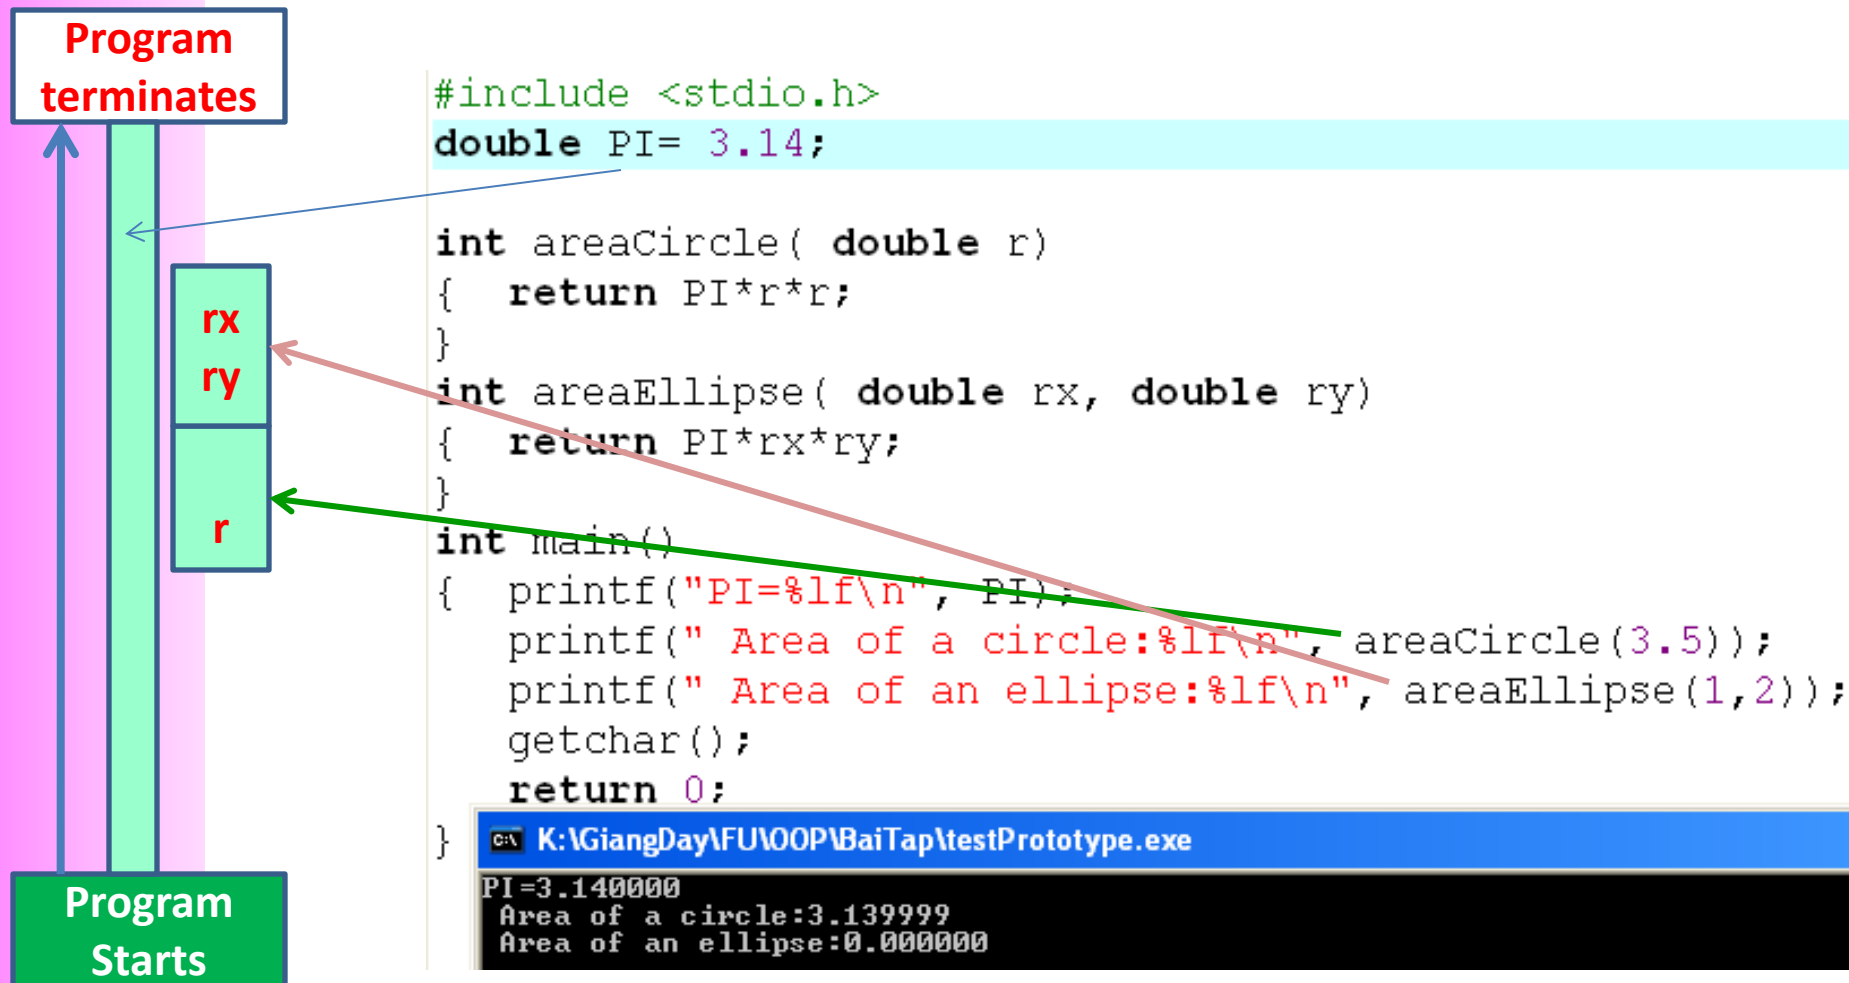 Program
terminates
rx
ry
r
Program
Starts
#include <stdio.h>
double PI= 3.14;
int areaCircle( double r)
{  return PI*r*r;
}
int areaEllipse( double rx, double ry)
{  return PI*rx*ry;
}
int main()
{  printf("PI=%lf\n", PI);
   printf(" Area of a circle:%lf\n", areaCircle(3.5));
   printf(" Area of an ellipse:%lf\n", areaEllipse(1,2));
   getchar();
   return 0;
}
K:\GiangDay\FU\OOP\BaiTap\testPrototype.exe
PI=3.140000
 Area of a circle:3.139999
 Area of an ellipse:0.000000